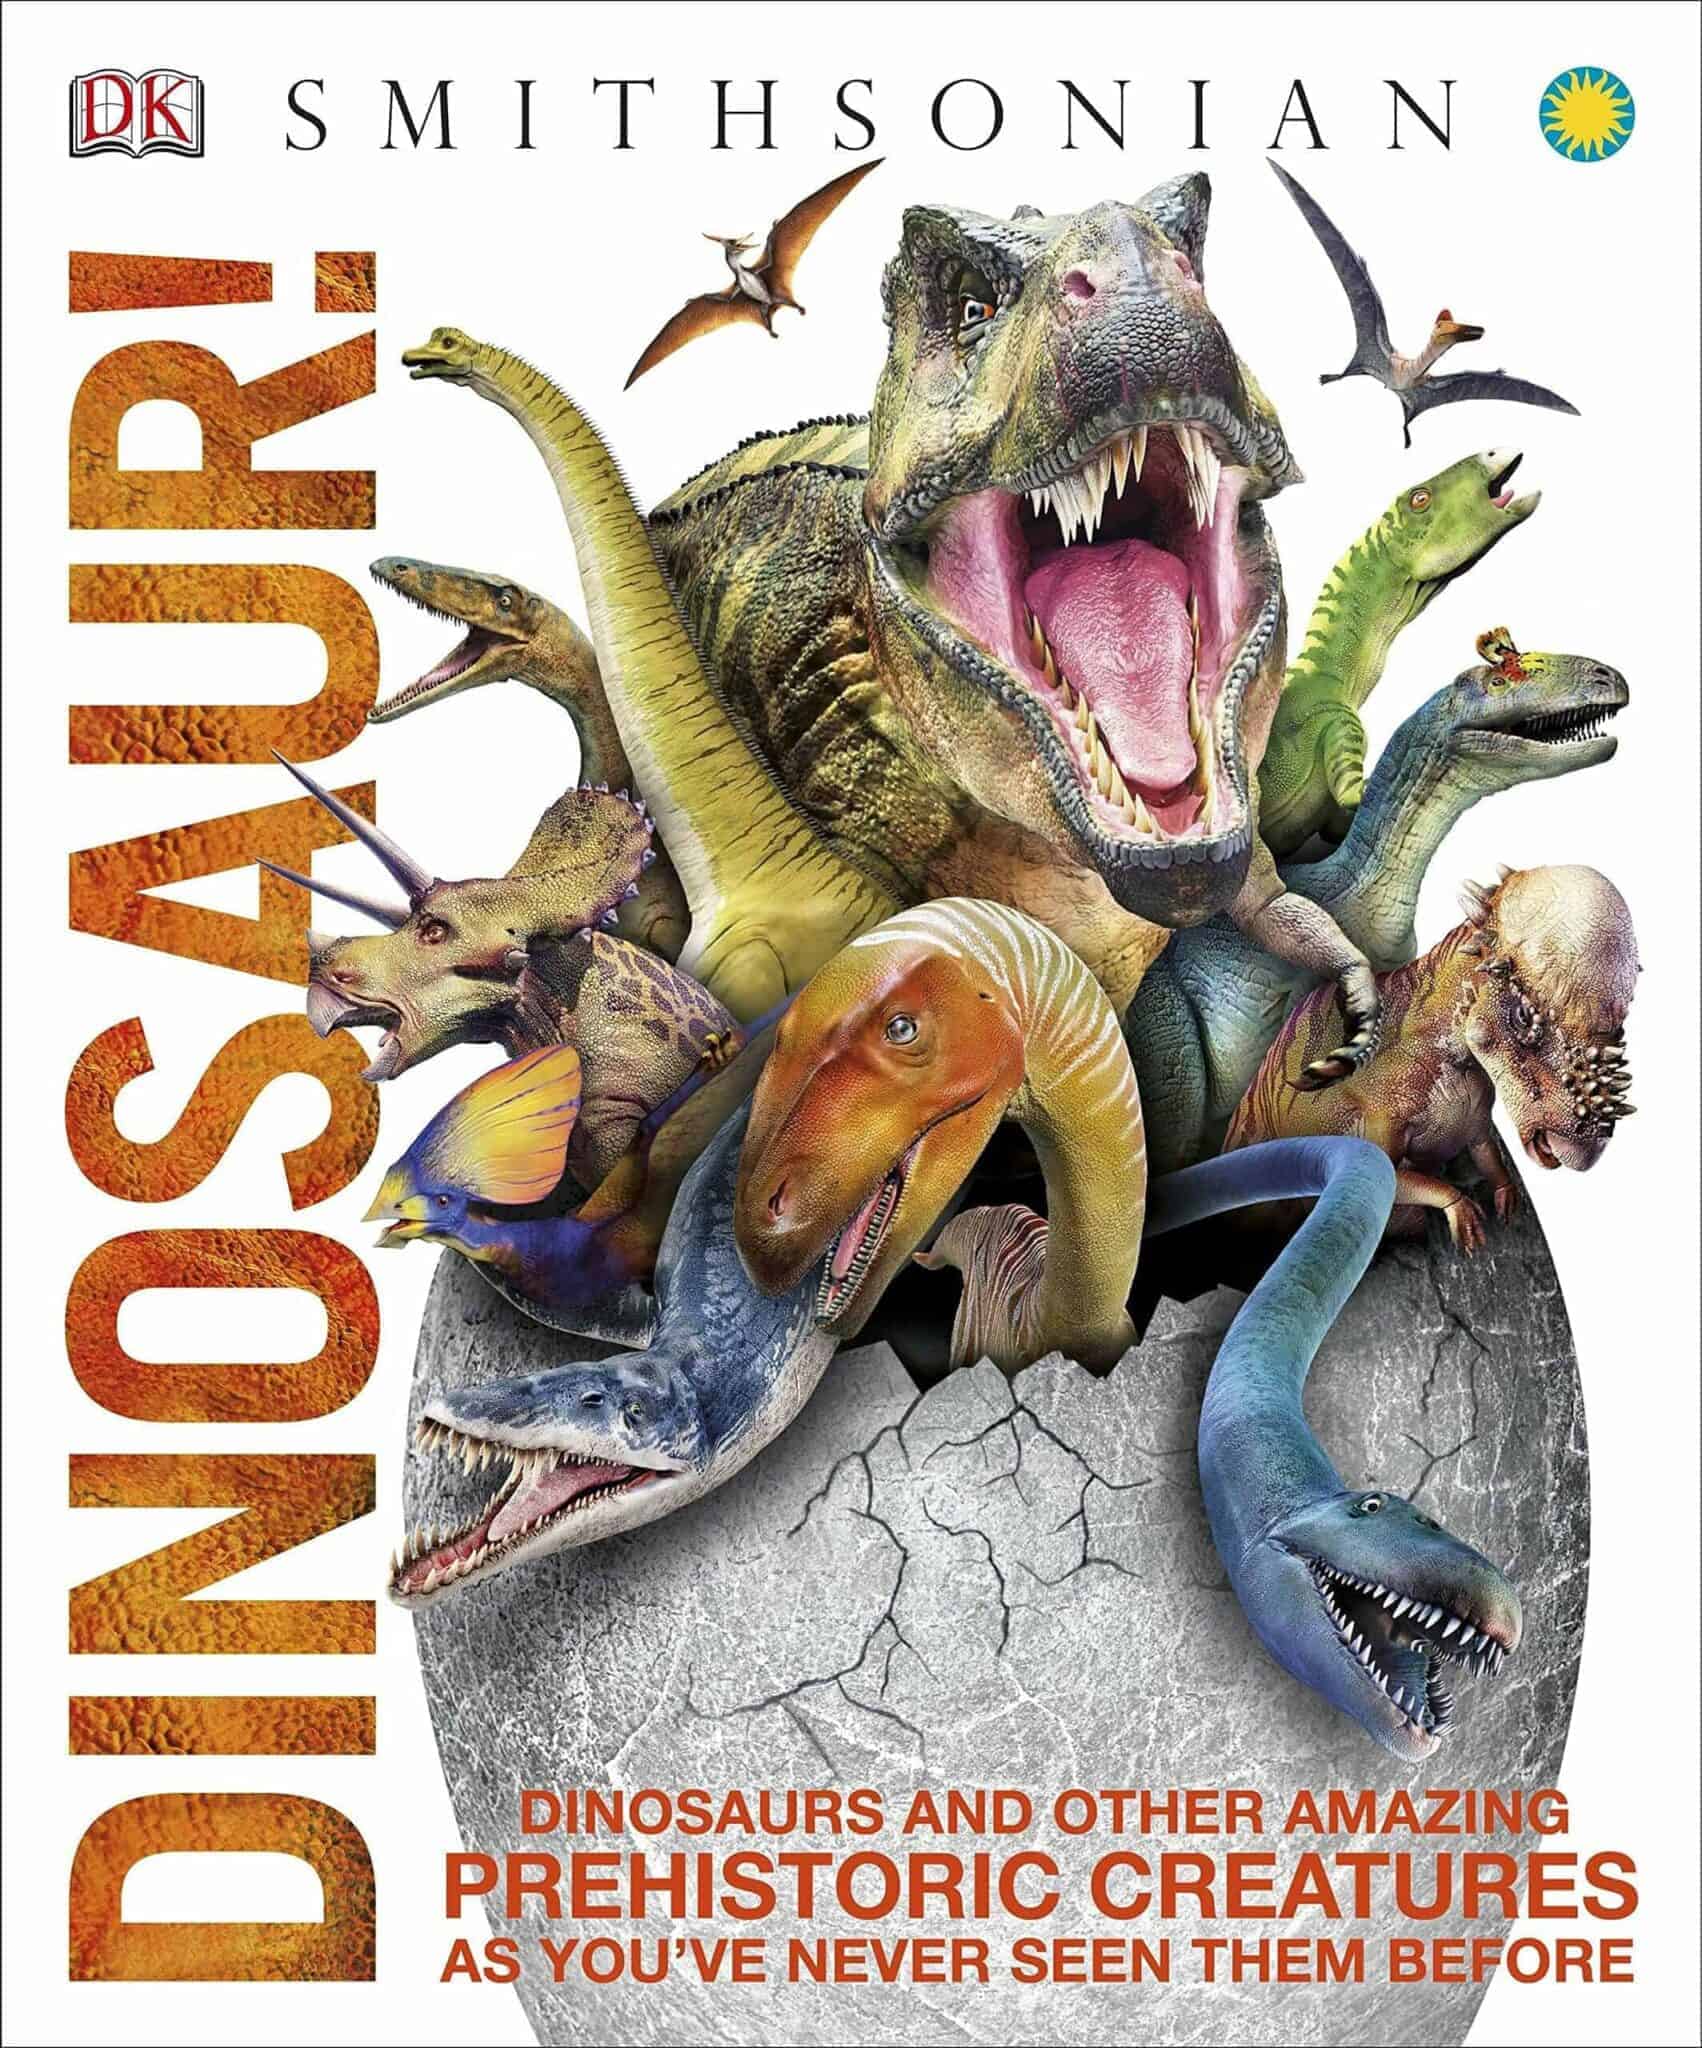 DK
SMITHSONIAN
DINOSAUR!
DINOSAURS AND OTHER AMAZING
PREHISTORIC CREATURES
AS YOU'VE NEVER SEEN THEM BEFORE